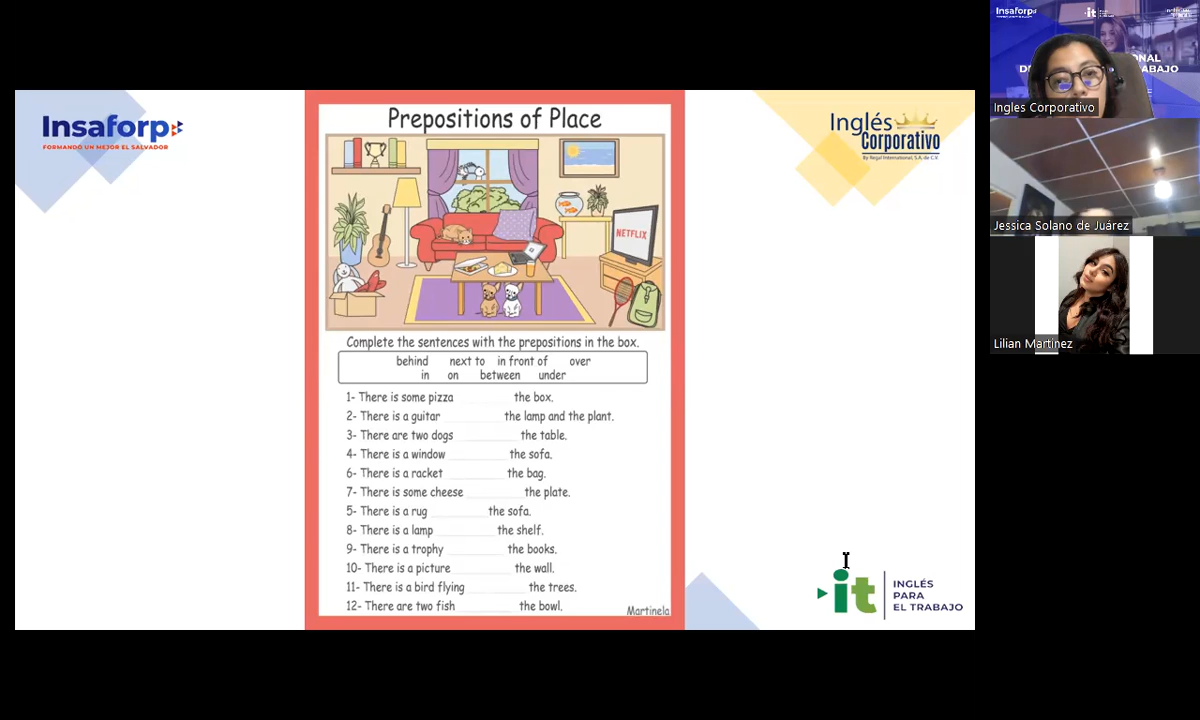 Insaforp
FORMANDO UN MEJOR EL SALVADOR
Prepositions of Place
Inglés
Corporativo
By Regal International, S.A. de C.V.
NETFLIX
Complete the sentences with the prepositions in the box.
behind next to in front of over
in on between under
1- There is some pizza the box.
2- There is a guitar the lamp and the plant.
3- There are two dogs the table.
4- There is a window the sofa.
6- There is a racket the bag.
7- There is some cheese the plate.
5- There is a rug the sofa.
8- There is a lamp the shelf.
9- There is a trophy the books.
10- There is a picture the wall.
11- There is a bird flying the trees.
12- There are two fish the bowl.
Martinela
it
INGLÉS
PARA
EL TRABAJO
Insaforp
it
ONAL
ABAJO
Ingles Corporativo
Jessica Solano de Juárez
Lilian Martinez